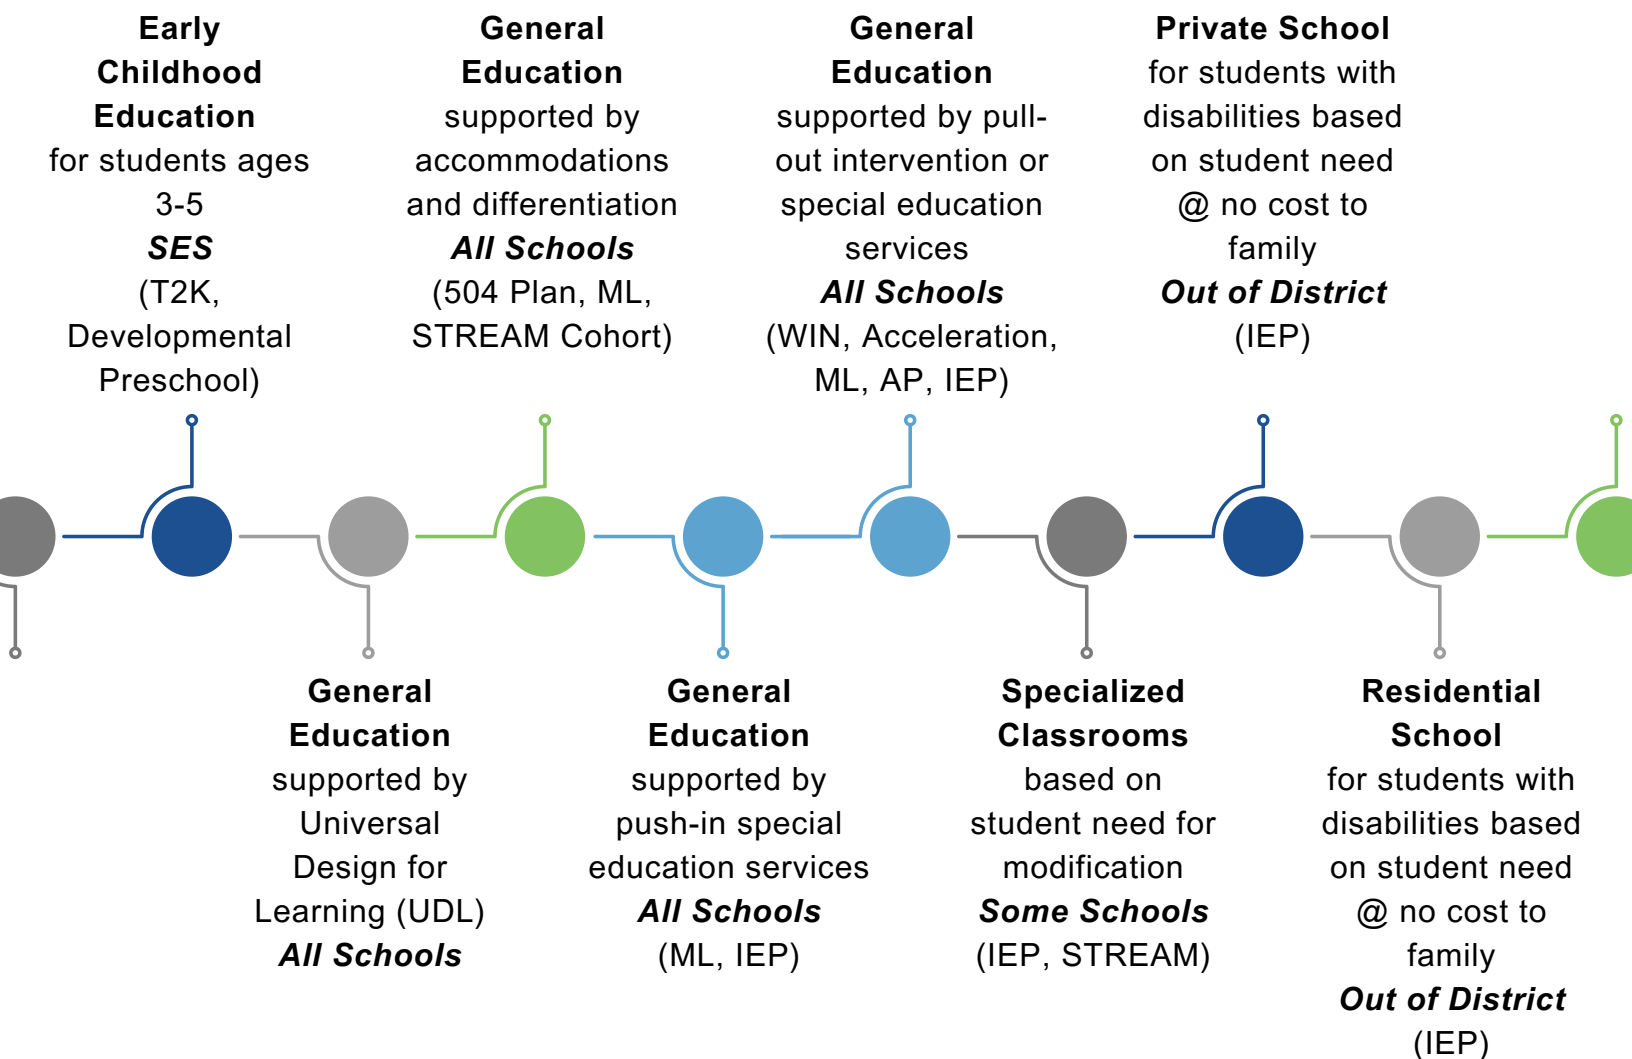 Early
Childhood
Education
for students ages
3-5
SES
(T2K,
Developmental
Preschool)
General
Education
supported by
accommodations
and differentiation
All Schools
(504 Plan, ML,
STREAM Cohort)
General
Education
supported by pull-
out intervention or
special education
services
All Schools
(WIN, Acceleration,
ML, AP, IEP)
Private School
for students with
disabilities based
on student need
@ no cost to
family
Out of District
(IEP)
General
Education
supported by
Universal
Design for
Learning (UDL)
All Schools
General
Education
supported by
push-in special
education services
All Schools
(ML, IEP)
Specialized
Classrooms
based on
student need for
modification
Some Schools
(IEP, STREAM)
Residential
School
for students with
disabilities based
on student need
@ no cost to
family
Out of District
(IEP)